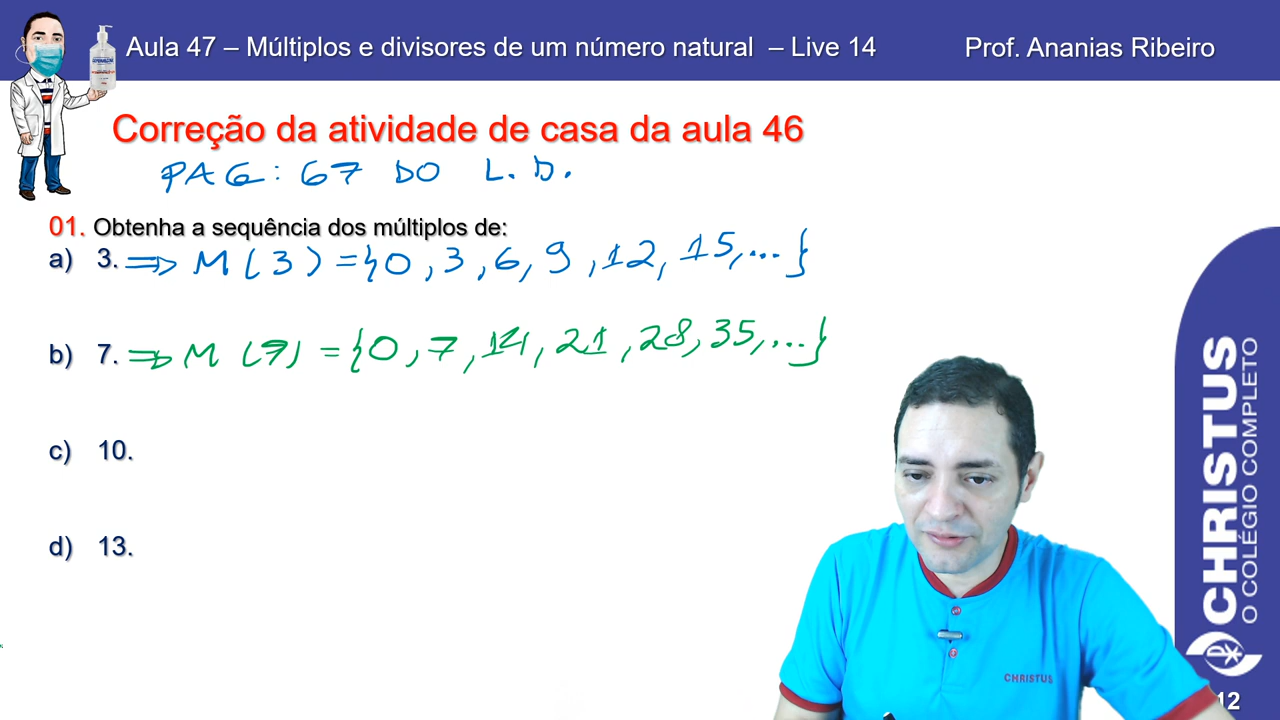 Aula 47 – Múltiplos e divisores de um número natural – Live 14 Prof. Ananias Ribeiro
Correção da atividade de casa da aula 46
PAG: 67 DO L.D.
01. Obtenha a sequência dos múltiplos de:
a) 3. ⇒ M(3) = {0, 3, 6, 9, 12, 15, ...}
b) 7. ⇒ M(7) = {0, 7, 14, 21, 28, 35, ...}
c) 10.
d) 13.
CHRISTUS
O COLÉGIO COMPLETO
CHRISTUS
12